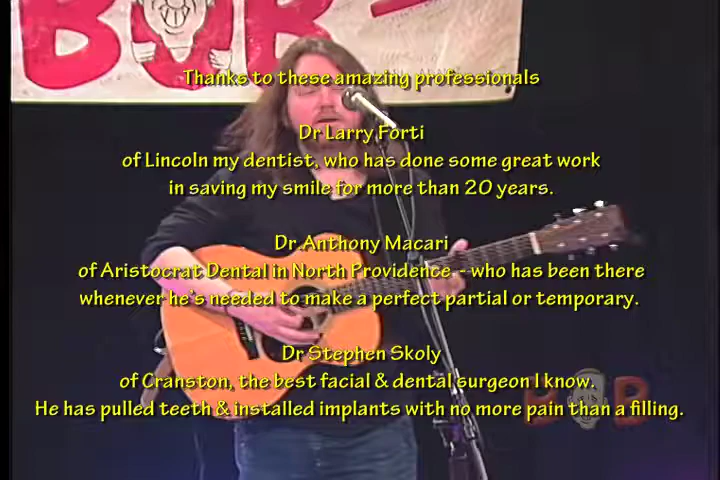 BOB
Thanks to these amazing professionals
Dr Larry Forti
of Lincoln my dentist, who has done some great work
in saving my smile for more than 20 years.
Dr. Anthony Macari
of Aristocrat Dental in North Providence - who has been there
whenever he's needed to make a perfect partial or temporary.
Dr Stephen Skoly
of Cranston, the best facial & dental surgeon I know.
He has pulled teeth & installed implants with no more pain than a filling.
BOB